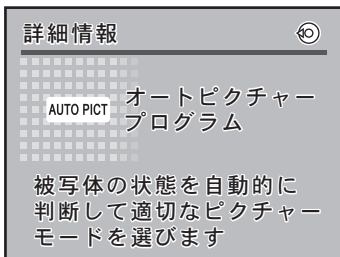 詳細情報
AUTO PICT
オートピクチャー
プログラム
被写体の状態を自動的に
判断して適切なピクチャー
モードを選びます